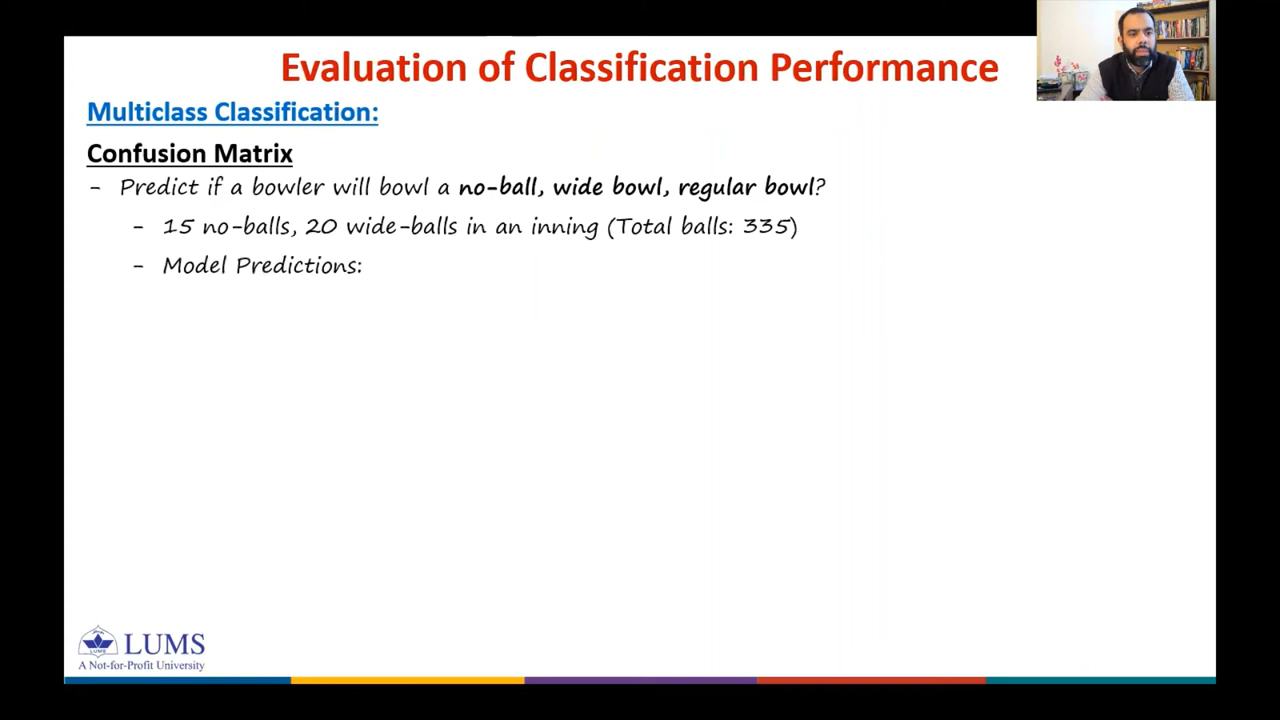 Evaluation of Classification Performance
Multiclass Classification:
Confusion Matrix
- Predict if a bowler will bowl a no-ball, wide bowl, regular bowl?
- 15 no-balls, 20 wide-balls in an inning (Total balls: 335)
- Model Predictions:
LUMS
A Not-for-Profit University